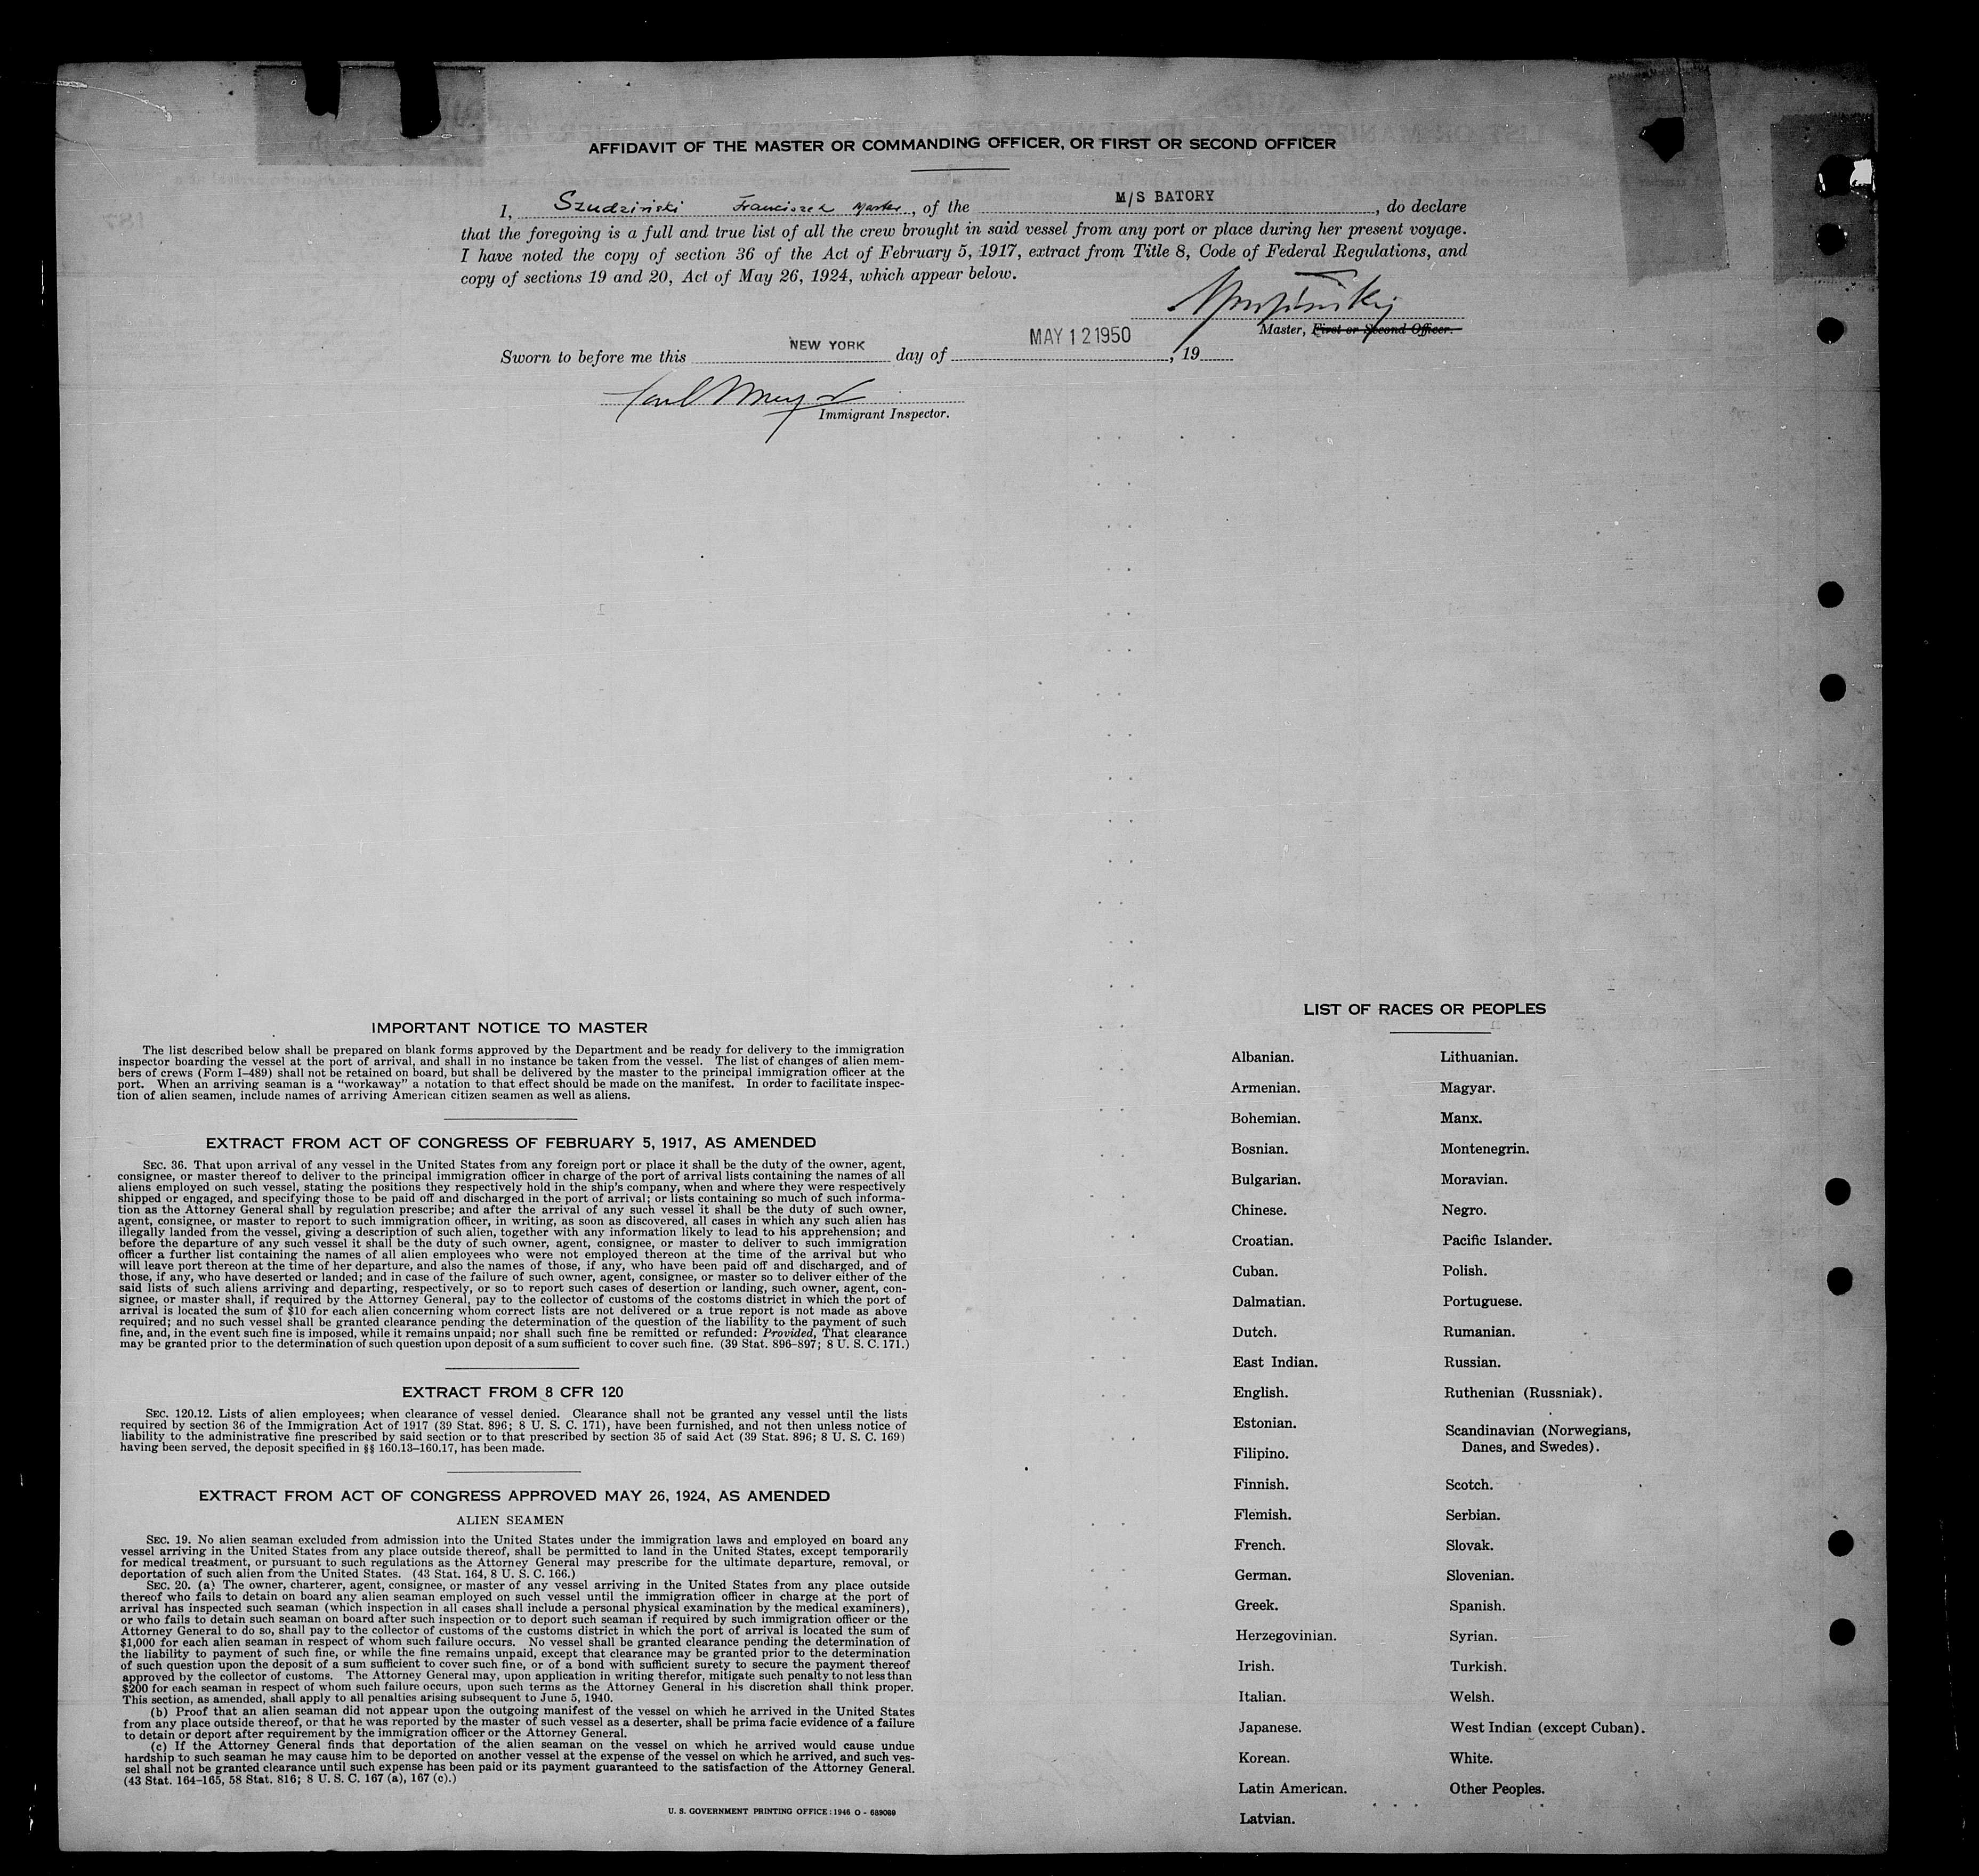 AFFIDAVIT OF THE MASTER OR COMMANDING OFFICER, OR FIRST OR SECOND OFFICER
I, Szudziński Franciszek Master, of the M/S BATORY, do declare
that the foregoing is a full and true list of all the crew brought in said vessel from any port or place during her present voyage.
I have noted the copy of section 36 of the Act of February 5, 1917, extract from Title 8, Code of Federal Regulations, and
copy of sections 19 and 20, Act of May 26, 1924, which appear below.
Master, First or Second Officer.
Sworn to before me this NEW YORK day of MAY 12 1950, 19
Immigrant Inspector.
IMPORTANT NOTICE TO MASTER
The list described below shall be prepared on blank forms approved by the Department and be ready for delivery to the immigration
inspector boarding the vessel at the port of arrival, and shall in no instance be taken from the vessel. The list of changes of alien mem-
bers of crews (Form I-489) shall not be retained on board, but shall be delivered by the master to the principal immigration officer at the
port. When an arriving seaman is a "workaway" a notation to that effect should be made on the manifest. In order to facilitate inspec-
tion of alien seamen, include names of arriving American citizen seamen as well as aliens.
EXTRACT FROM ACT OF CONGRESS OF FEBRUARY 5, 1917, AS AMENDED
SEC. 36. That upon arrival of any vessel in the United States from any foreign port or place it shall be the duty of the owner, agent,
consignee, or master thereof to deliver to the principal immigration officer in charge of the port of arrival lists containing the names of all
aliens employed on such vessel, stating the positions they respectively hold in the ship's company, when and where they were respectively
shipped or engaged, and specifying those to be paid off and discharged in the port of arrival; or lists containing so much of such informa-
tion as the Attorney General shall by regulation prescribe; and after the arrival of any such vessel it shall be the duty of such owner,
agent, consignee, or master to report to such immigration officer, in writing, as soon as discovered, all cases in which any such alien has
illegally landed from the vessel, giving a description of such alien, together with any information likely to lead to his apprehension; and
before the departure of any such vessel it shall be the duty of such owner, agent, consignee, or master to deliver to such immigration
officer a further list containing the names of all alien employees who were not employed thereon at the time of the arrival but who
will leave port thereon at the time of her departure, and also the names of those, if any, who have been paid off and discharged, and of
those, if any, who have deserted or landed; and in case of the failure of such owner, agent, consignee, or master so to deliver either of the
said lists of such aliens arriving and departing, respectively, or so to report such cases of desertion or landing, such owner, agent, con-
signee, or master shall, if required by the Attorney General, pay to the collector of customs of the customs district in which the port of
arrival is located the sum of $10 for each alien concerning whom correct lists are not delivered or a true report is not made as above
required; and no such vessel shall be granted clearance pending the determination of the question of the liability to the payment of such
fine, and, in the event such fine is imposed, while it remains unpaid; nor shall such fine be remitted or refunded: Provided, That clearance
may be granted prior to the determination of such question upon deposit of a sum sufficient to cover such fine. (39 Stat. 896-897; 8 U. S. C. 171.)
EXTRACT FROM 8 CFR 120
SEC. 120.12. Lists of alien employees; when clearance of vessel denied. Clearance shall not be granted any vessel until the lists
required by section 36 of the Immigration Act of 1917 (39 Stat. 896; 8 U. S. C. 171), have been furnished, and not then unless notice of
liability to the administrative fine prescribed by said section or to that prescribed by section 35 of said Act (39 Stat. 896; 8 U. S. C. 169)
having been served, the deposit specified in §§ 160.13-160.17, has been made.
EXTRACT FROM ACT OF CONGRESS APPROVED MAY 26, 1924, AS AMENDED
ALIEN SEAMEN
SEC. 19. No alien seaman excluded from admission into the United States under the immigration laws and employed on board any
vessel arriving in the United States from any place outside thereof, shall be permitted to land in the United States, except temporarily
for medical treatment, or pursuant to such regulations as the Attorney General may prescribe for the ultimate departure, removal, or
deportation of such alien from the United States. (43 Stat. 164, 8 U. S. C. 166.)
SEC. 20. (a) The owner, charterer, agent, consignee, or master of any vessel arriving in the United States from any place outside
thereof who fails to detain on board any alien seaman employed on such vessel until the immigration officer in charge at the port of
arrival has inspected such seaman (which inspection in all cases shall include a personal physical examination by the medical examiners),
or who fails to detain such seaman on board after such inspection or to deport such seaman if required by such immigration officer or the
Attorney General to do so, shall pay to the collector of customs of the customs district in which the port of arrival is located the sum of
$1,000 for each alien seaman in respect of whom such failure occurs. No vessel shall be granted clearance pending the determination of
the liability to payment of such fine, or while the fine remains unpaid, except that clearance may be granted prior to the determination
of such question upon the deposit of a sum sufficient to cover such fine, or of a bond with sufficient surety to secure the payment thereof
approved by the collector of customs. The Attorney General may, upon application in writing therefor, mitigate such penalty to not less than
$200 for each seaman in respect of whom such failure occurs, upon such terms as the Attorney General in his discretion shall think proper.
This section, as amended, shall apply to all penalties arising subsequent to June 5, 1940.
(b) Proof that an alien seaman did not appear upon the outgoing manifest of the vessel on which he arrived in the United States
from any place outside thereof, or that he was reported by the master of such vessel as a deserter, shall be prima facie evidence of a failure
to detain or deport after requirement by the immigration officer or the Attorney General.
(c) If the Attorney General finds that deportation of the alien seaman on the vessel on which he arrived would cause undue
hardship to such seaman he may cause him to be deported on another vessel at the expense of the vessel on which he arrived, and such ves-
sel shall not be granted clearance until such expense has been paid or its payment guaranteed to the satisfaction of the Attorney General.
(43 Stat. 164-165, 58 Stat. 816; 8 U. S. C. 167 (a), 167 (c).)
U. S. GOVERNMENT PRINTING OFFICE : 1946 O - 689089
LIST OF RACES OR PEOPLES
Albanian.
Armenian.
Bohemian.
Bosnian.
Bulgarian.
Chinese.
Croatian.
Cuban.
Dalmatian.
Dutch.
East Indian.
English.
Estonian.
Filipino.
Finnish.
Flemish.
French.
German.
Greek.
Herzegovinian.
Irish.
Italian.
Japanese.
Korean.
Latin American.
Latvian.
Lithuanian.
Magyar.
Manx.
Montenegrin.
Moravian.
Negro.
Pacific Islander.
Polish.
Portuguese.
Rumanian.
Russian.
Ruthenian (Russniak).
Scandinavian (Norwegians,
Danes, and Swedes).
Scotch.
Serbian.
Slovak.
Slovenian.
Spanish.
Syrian.
Turkish.
Welsh.
West Indian (except Cuban).
White.
Other Peoples.